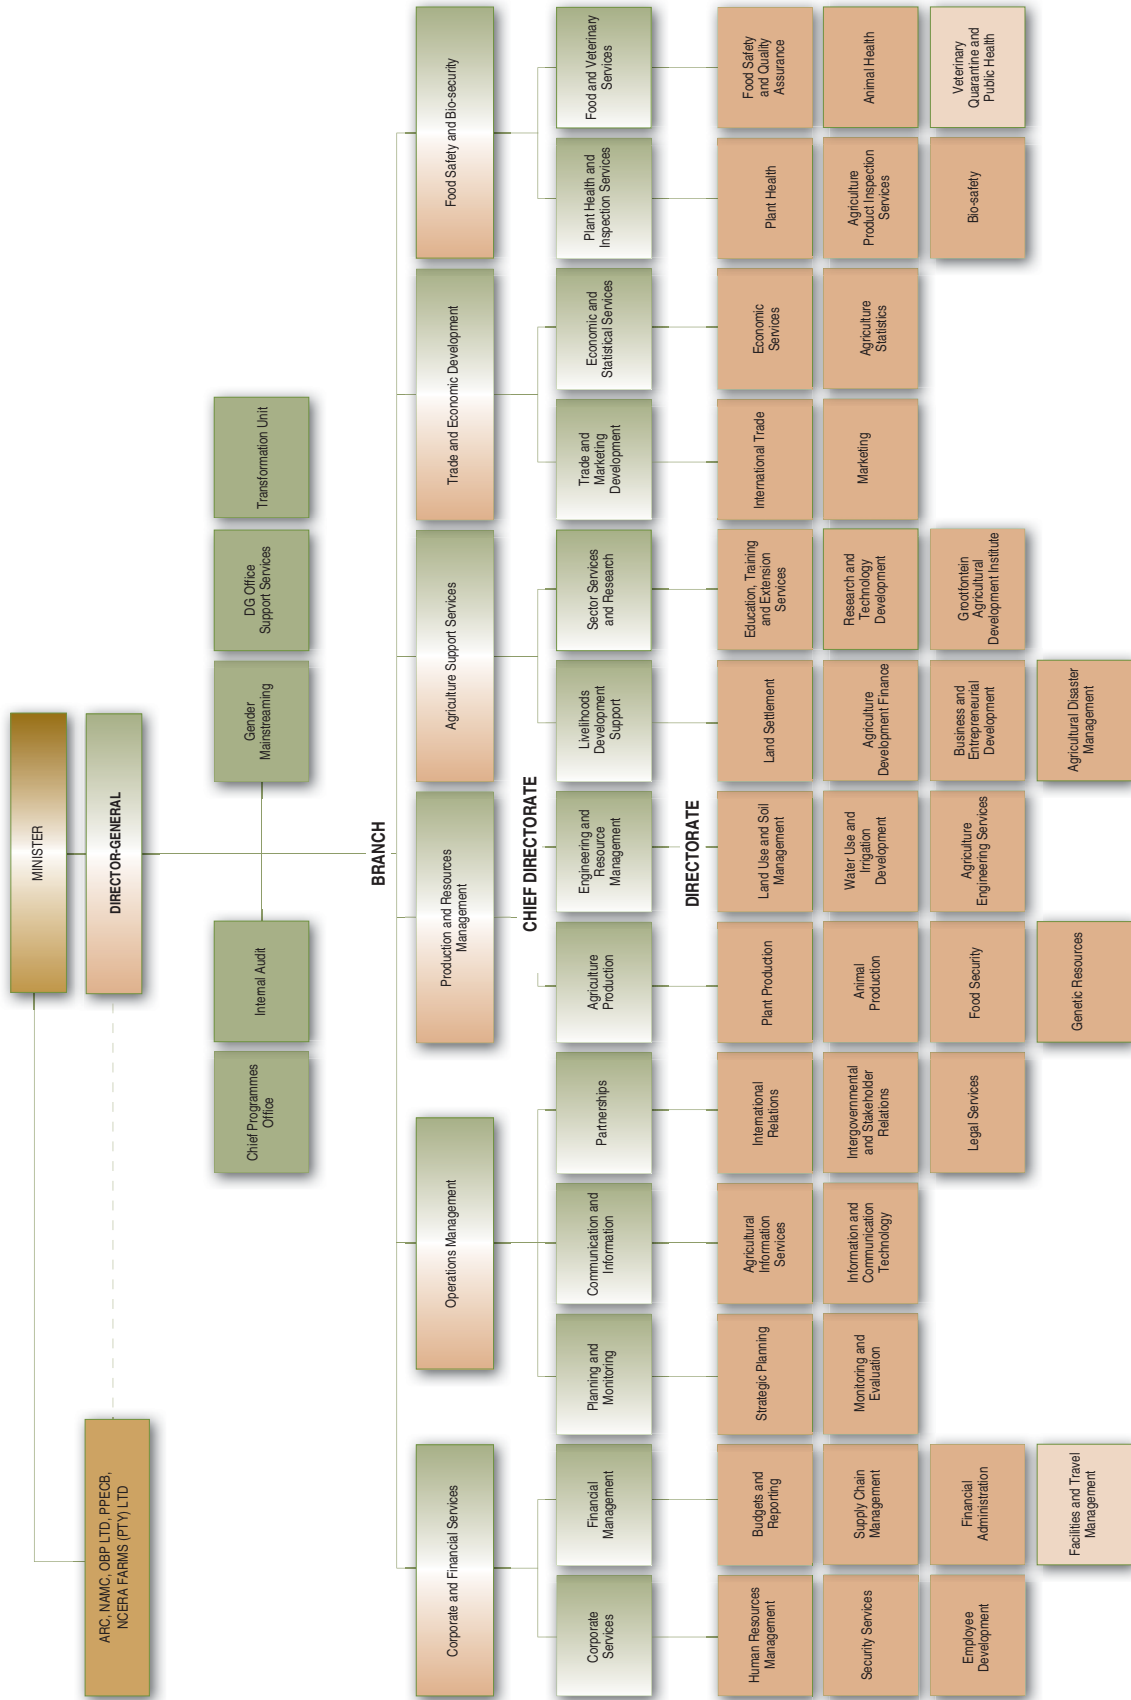 MINISTER
DIRECTOR-GENERAL
ARC, NAMC, OBP LTD, PPECB,
NCERA FARMS (PTY) LTD
Chief Programmes
Office
Internal Audit
Gender
Mainstreaming
DG Office
Support Services
Transformation Unit
BRANCH
Corporate and Financial Services
Operations Management
Production and Resources
Management
Agriculture Support Services
Trade and Economic Development
Food Safety and Bio-security
CHIEF DIRECTORATE
Corporate
Services
Financial
Management
Planning and
Monitoring
Communication and
Information
Partnerships
Agriculture
Production
Engineering and
Resource
Management
Livelihoods
Development
Support
Sector Services
and Research
Trade and
Marketing
Development
Economic and
Statistical Services
Plant Health and
Inspection Services
Food and Veterinary
Services
DIRECTORATE
Human Resources
Management
Budgets and
Reporting
Strategic Planning
Agricultural
Information
Services
International
Relations
Plant Production
Land Use and Soil
Management
Land Settlement
Education, Training
and Extension
Services
International Trade
Economic
Services
Plant Health
Food Safety
and Quality
Assurance
Security Services
Supply Chain
Management
Monitoring and
Evaluation
Information and
Communication
Technology
Intergovernmental
and Stakeholder
Relations
Animal
Production
Water Use and
Irrigation
Development
Agriculture
Development Finance
Research and
Technology
Development
Marketing
Agriculture
Statistics
Agriculture
Product Inspection
Services
Animal Health
Employee
Development
Financial
Administration
Legal Services
Food Security
Agriculture
Engineering Services
Business and
Entrepreneurial
Development
Grootfontein
Agricultural
Development Institute
Bio-safety
Veterinary
Quarantine and
Public Health
Facilities and Travel
Management
Genetic Resources
Agricultural Disaster
Management